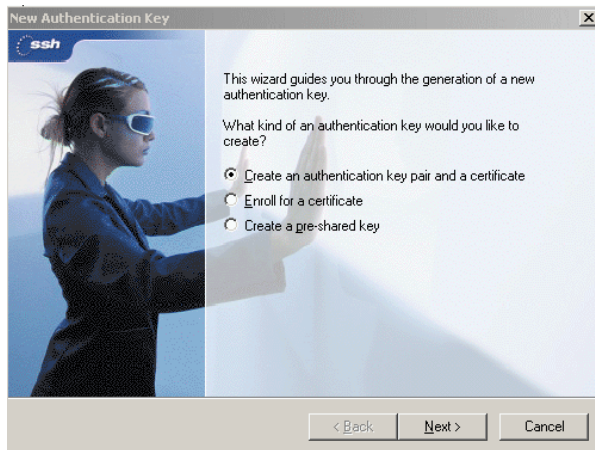 New Authentication Key
ssh
This wizard guides you through the generation of a new
authentication key.
What kind of an authentication key would you like to
create?
Create an authentication key pair and a certificate
Enroll for a certificate
Create a pre-shared key
< Back
Next >
Cancel